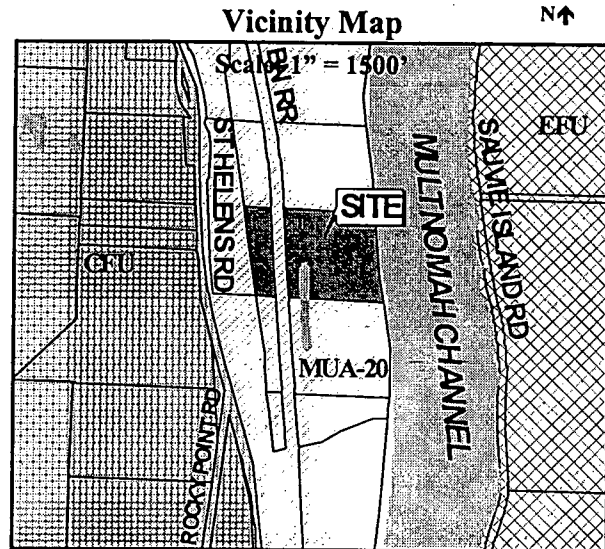 Vicinity Map
N↑
Scale: 1" = 1500'
BN RR
ST HELENS RD
SITE
MULTNOMAH CHANNEL
SAUVIE ISLAND RD
EFU
CFU
MUA-20
ROCKY POINT RD